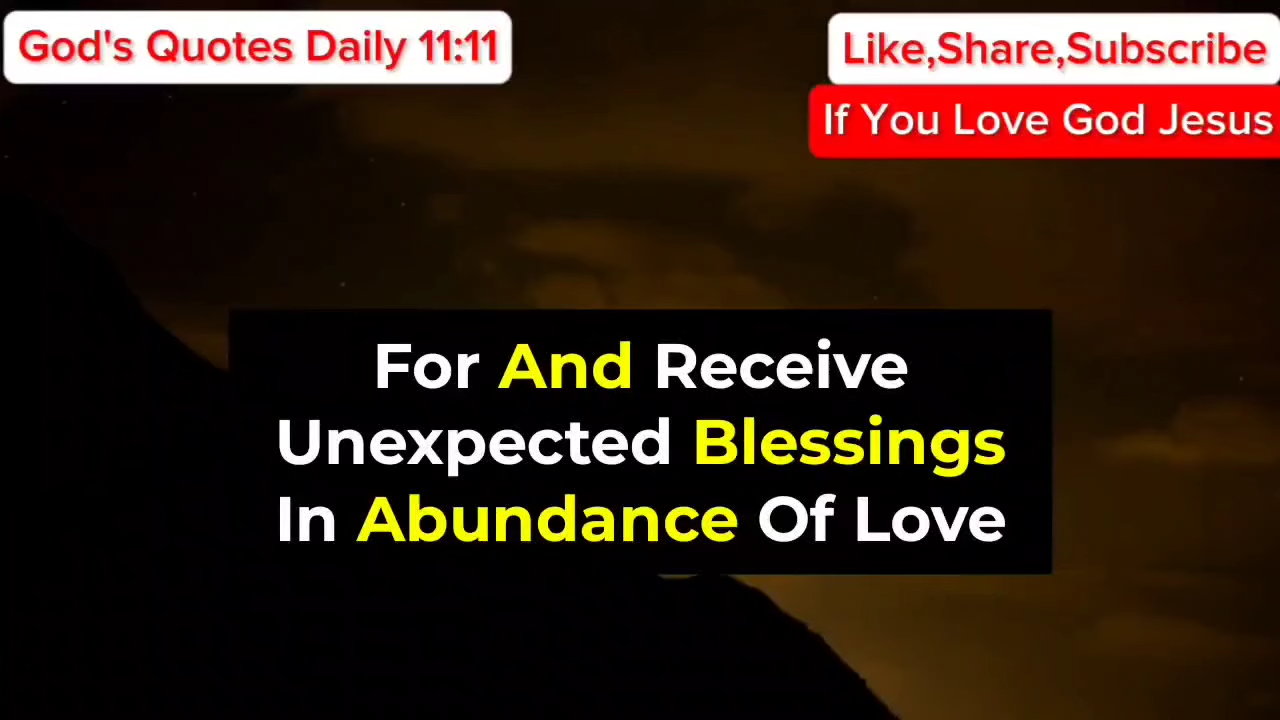 God's Quotes Daily 11:11
Like,Share,Subscribe
If You Love God Jesus
For And Receive
Unexpected Blessings
In Abundance Of Love